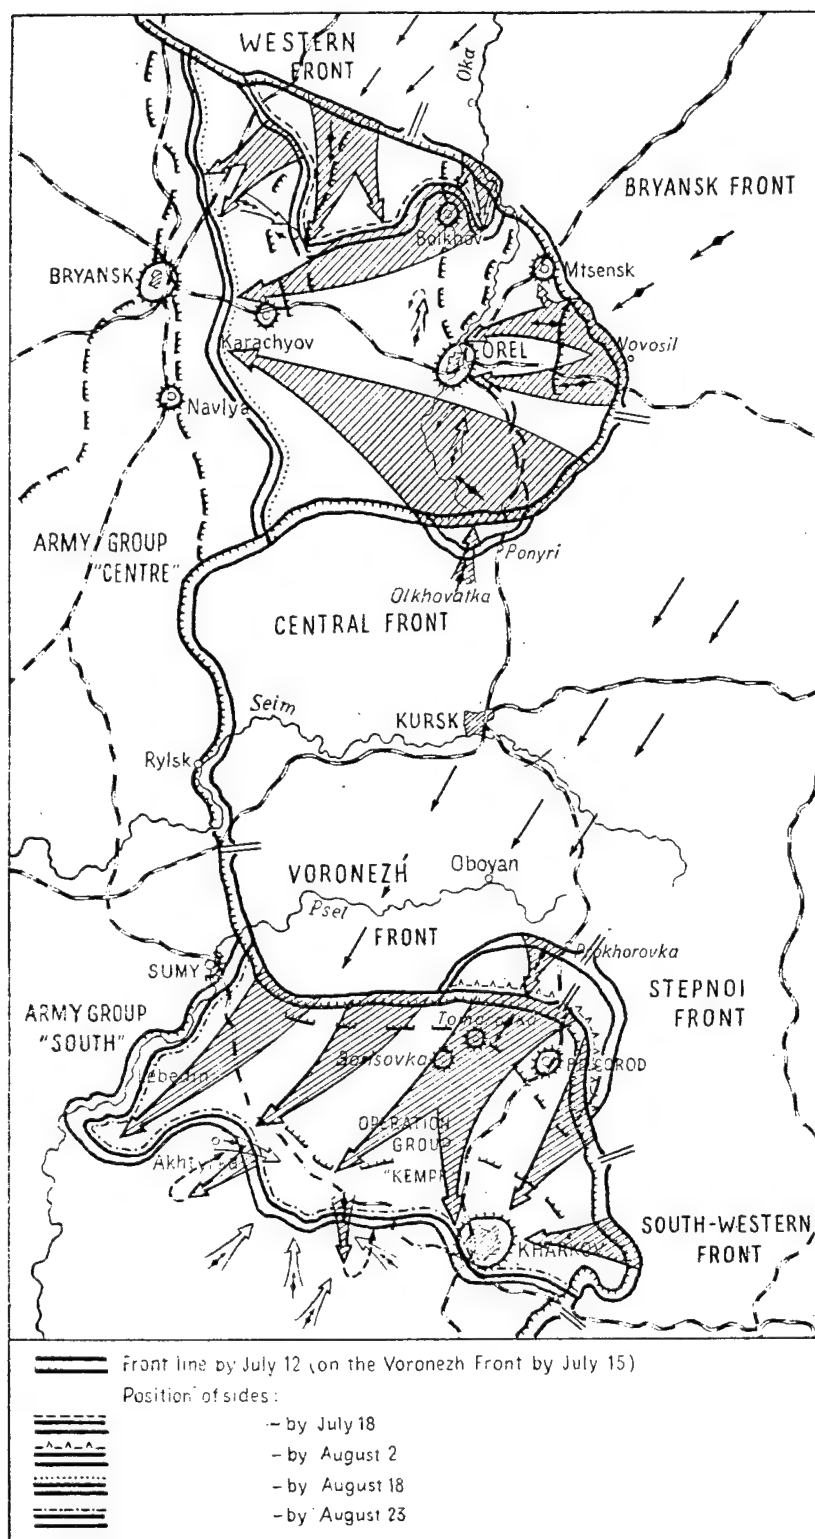 WESTERN
FRONT
Oka
BRYANSK FRONT
Bolkhov
Mtsensk
BRYANSK
Karachyov
OREL
Novosil
Navlya
ARMY GROUP
"CENTRE"
Ponyri
Olkhovatka
CENTRAL FRONT
Seim
KURSK
Rylsk
VORONEZH
Oboyan
Psel
FRONT
Prokhorovka
SUMY
STEPNOI
FRONT
ARMY GROUP
"SOUTH"
Borisovka
Lebedin
OPERATION
GROUP
"KEMPF"
KHARKOV
SOUTH-WESTERN
FRONT
Front line by July 12 (on the Voronezh Front by July 15)
Position of sides:
- by July 18
- by August 2
- by August 18
- by August 23